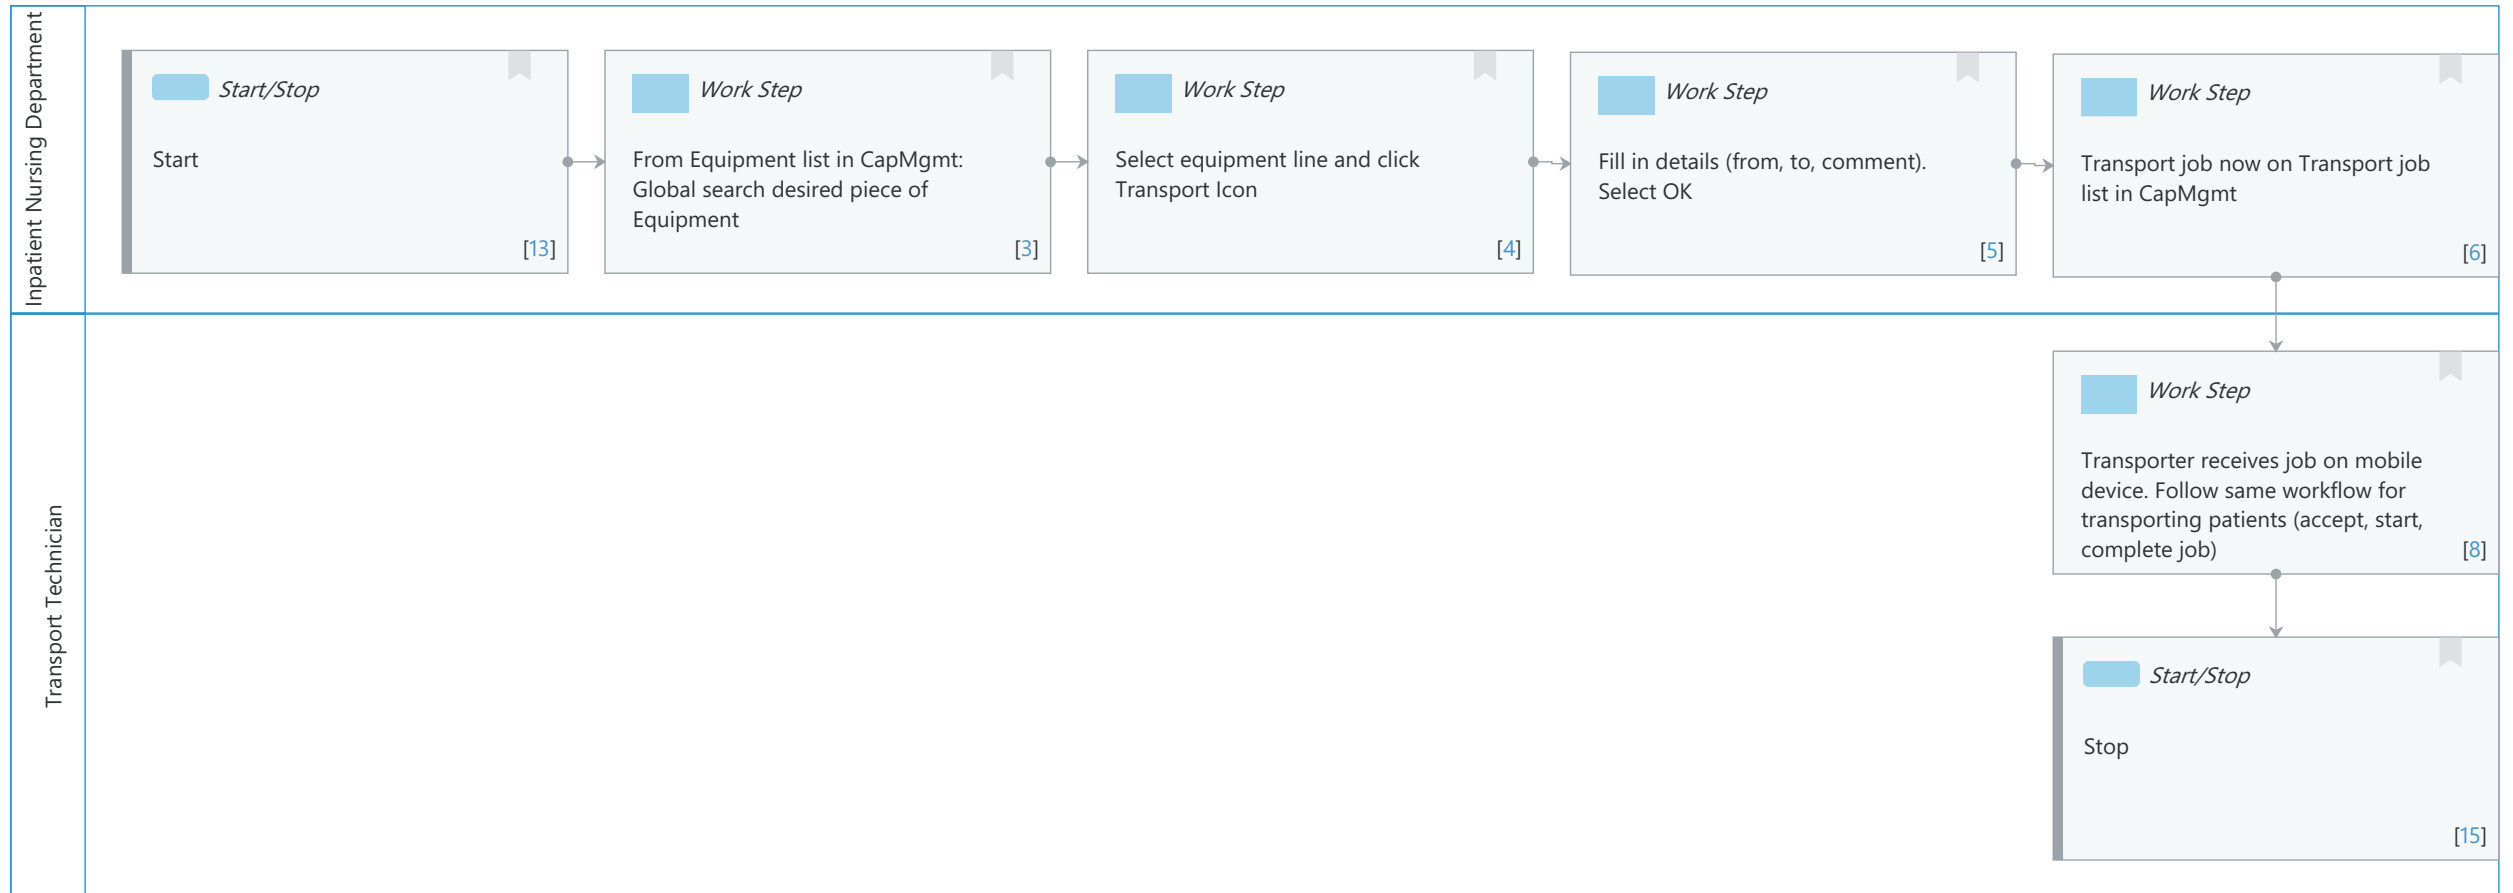 Inpatient Nursing Department
Start/Stop
Start
[13]
Work Step
From Equipment list in CapMgmt:
Global search desired piece of
Equipment
[3]
Work Step
Select equipment line and click
Transport Icon
[4]
Work Step
Fill in details (from, to, comment).
Select OK
[5]
Work Step
Transport job now on Transport job
list in CapMgmt
[6]
Transport Technician
Work Step
Transporter receives job on mobile
device. Follow same workflow for
transporting patients (accept, start,
complete job)
[8]
Start/Stop
Stop
[15]